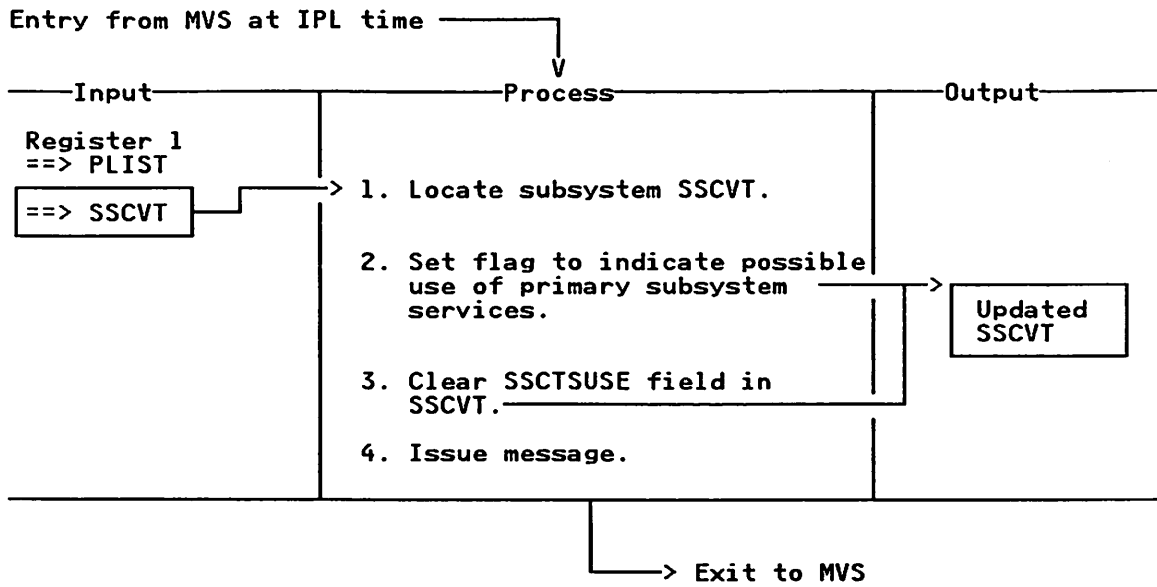 Entry from MVS at IPL time
Input
Process
Output
Register 1
==> PLIST
==> SSCVT
1. Locate subsystem SSCVT.
2. Set flag to indicate possible
use of primary subsystem
services.
Updated
SSCVT
3. Clear SSCTSUSE field in
SSCVT.
4. Issue message.
Exit to MVS